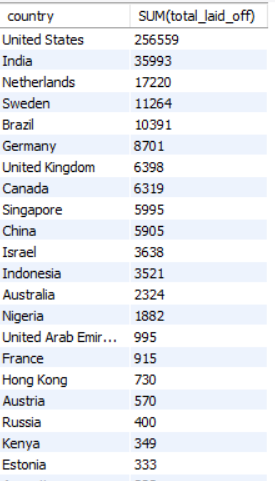 country SUM(total_laid_off)
United States 256559
India 35993
Netherlands 17220
Sweden 11264
Brazil 10391
Germany 8701
United Kingdom 6398
Canada 6319
Singapore 5995
China 5905
Israel 3638
Indonesia 3521
Australia 2324
Nigeria 1882
United Arab Emir... 995
France 915
Hong Kong 730
Austria 570
Russia 400
Kenya 349
Estonia 333